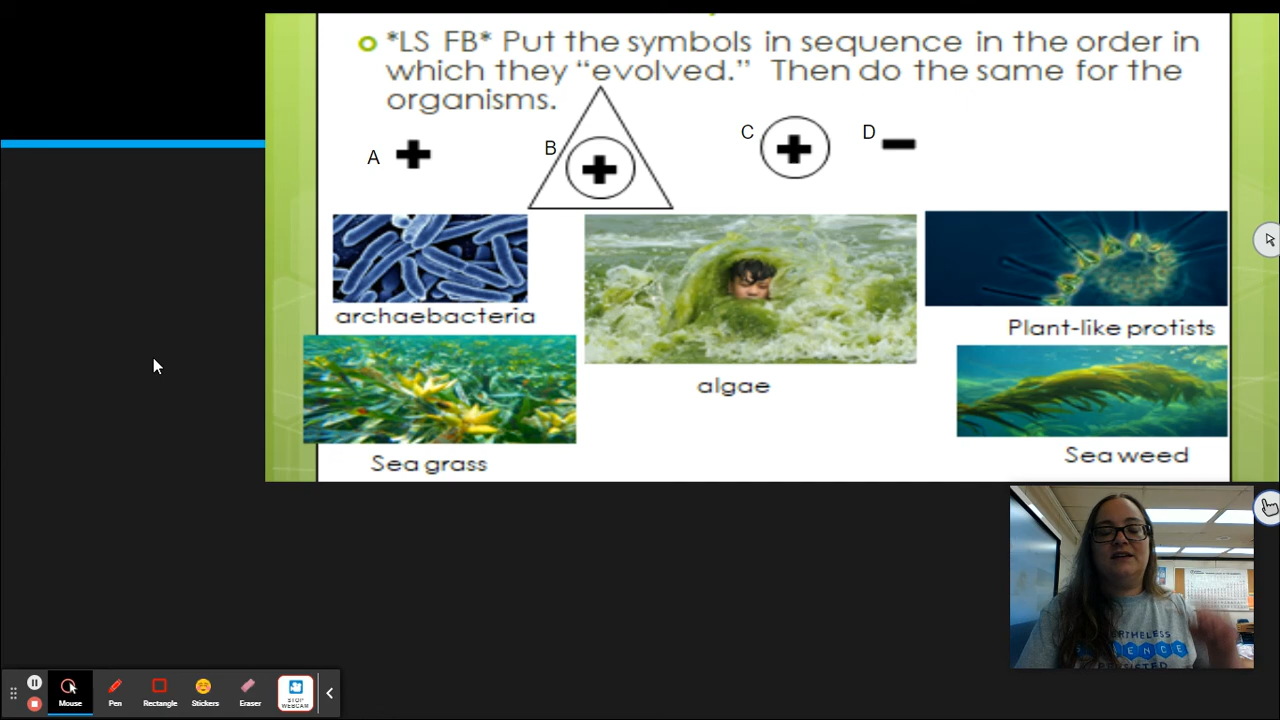 *LS FB* Put the symbols in sequence in the order in
which they “evolved.” Then do the same for the
organisms.
A
B
C
D
archaebacteria
algae
Plant-like protists
Sea grass
Sea weed
Mouse
Pen
Rectangle
Stickers
Eraser
STOP
WEBCAM